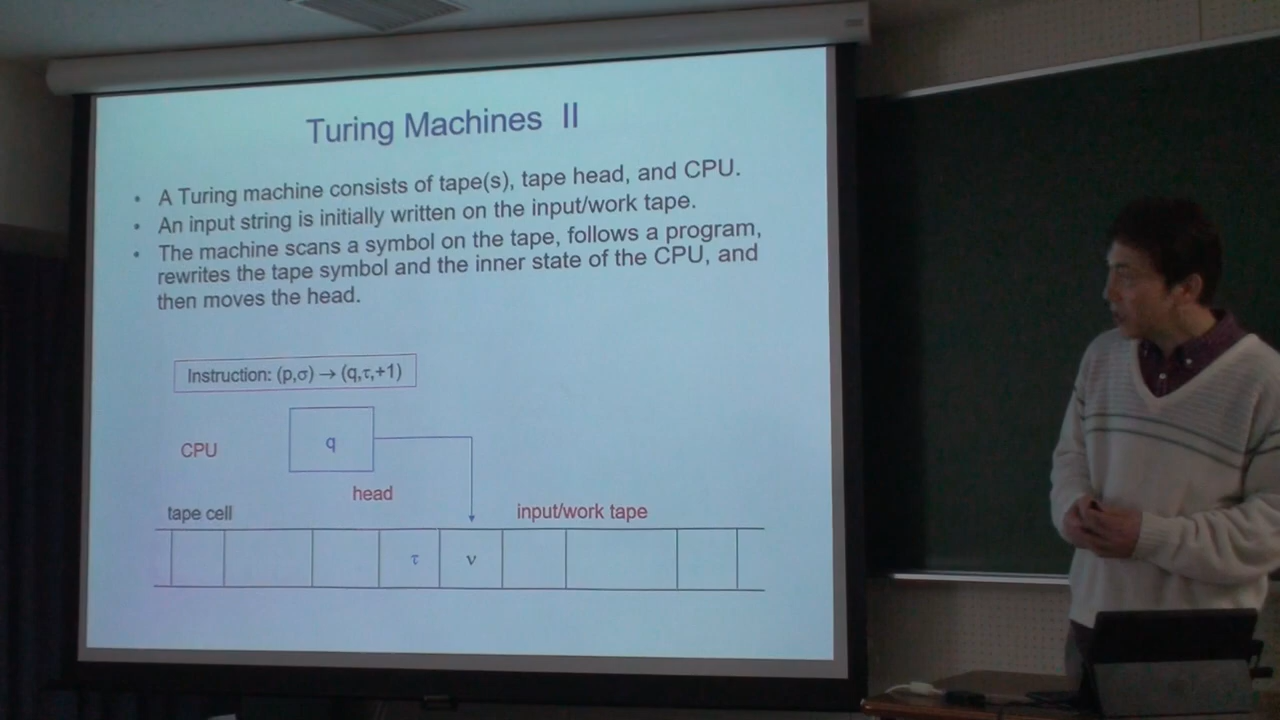 Turing Machines II
• A Turing machine consists of tape(s), tape head, and CPU.
• An input string is initially written on the input/work tape.
• The machine scans a symbol on the tape, follows a program,
rewrites the tape symbol and the inner state of the CPU, and
then moves the head.
Instruction: (p,σ) → (q,τ,+1)
q
CPU
head
tape cell
input/work tape
τ
ν